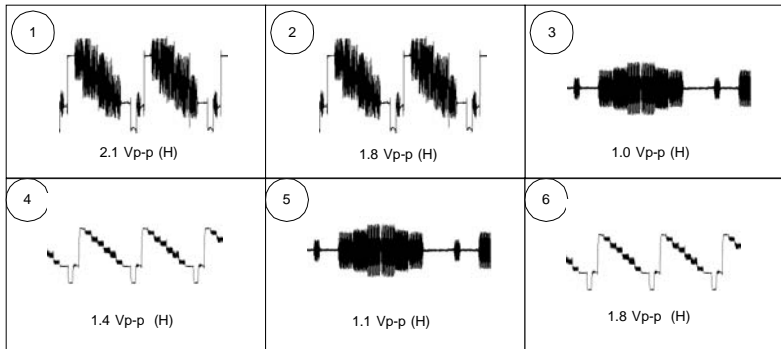 1
2
3
2.1 Vp-p (H)
1.8 Vp-p (H)
1.0 Vp-p (H)
4
5
6
1.4 Vp-p (H)
1.1 Vp-p (H)
1.8 Vp-p (H)